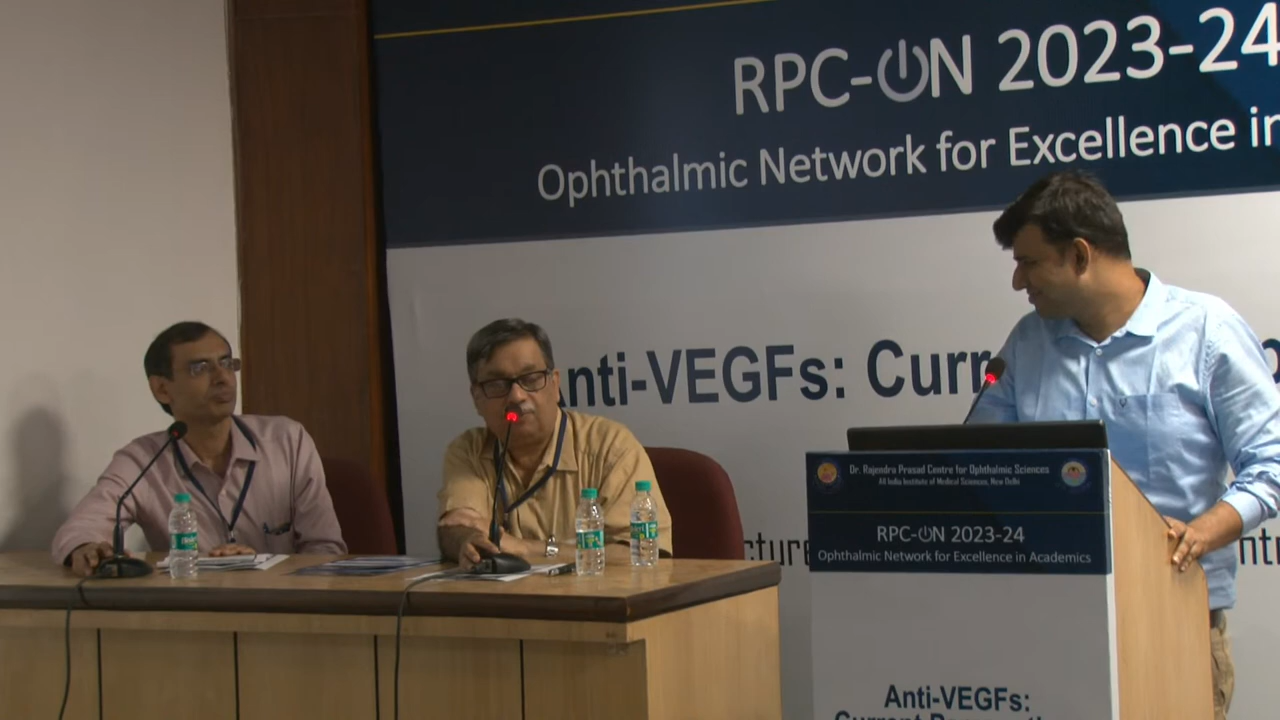 RPC-ON 2023-24
Ophthalmic Network for Excellence in
Anti-VEGFs: Curr
cture
ntr
Dr. Rajendra Prasad Centre for Ophthalmic Sciences
All India Institute of Medical Sciences, New Delhi
RPC-ON 2023-24
Ophthalmic Network for Excellence in Academics
Anti-VEGFs:
Current